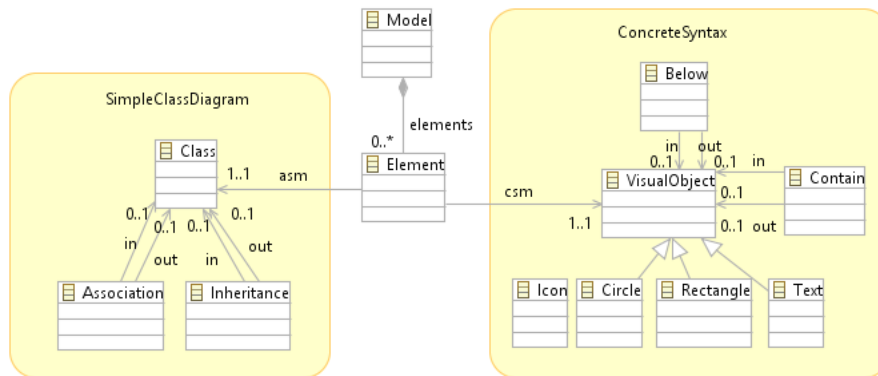 Model
ConcreteSyntax
Below
SimpleClassDiagram
elements
Class
in
out
0..*
0..1
0..1
in
Element
1..1
asm
VisualObject
Contain
csm
0..1
0..1
0..1
0..1
0..1
1..1
0..1
out
in
out
in
out
Association
Inheritance
Icon
Circle
Rectangle
Text